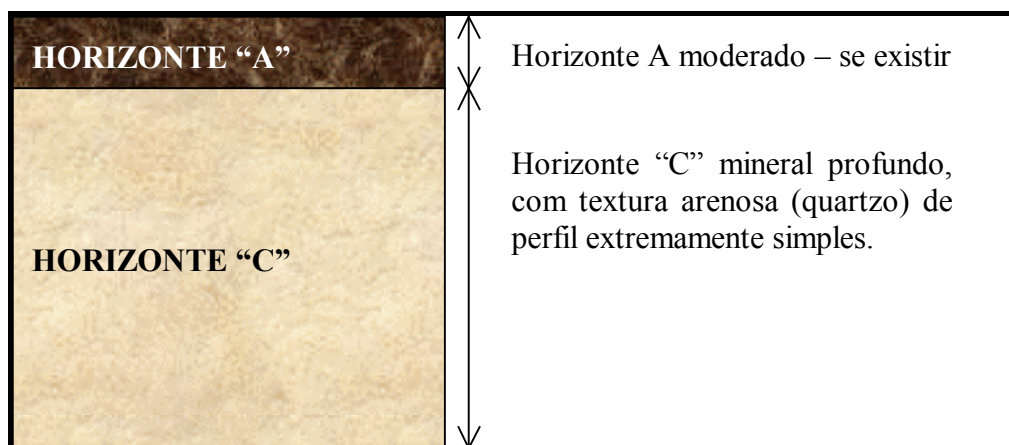 HORIZONTE “A”
Horizonte A moderado – se existir
Horizonte “C” mineral profundo,
com textura arenosa (quartzo) de
perfil extremamente simples.
HORIZONTE “C”